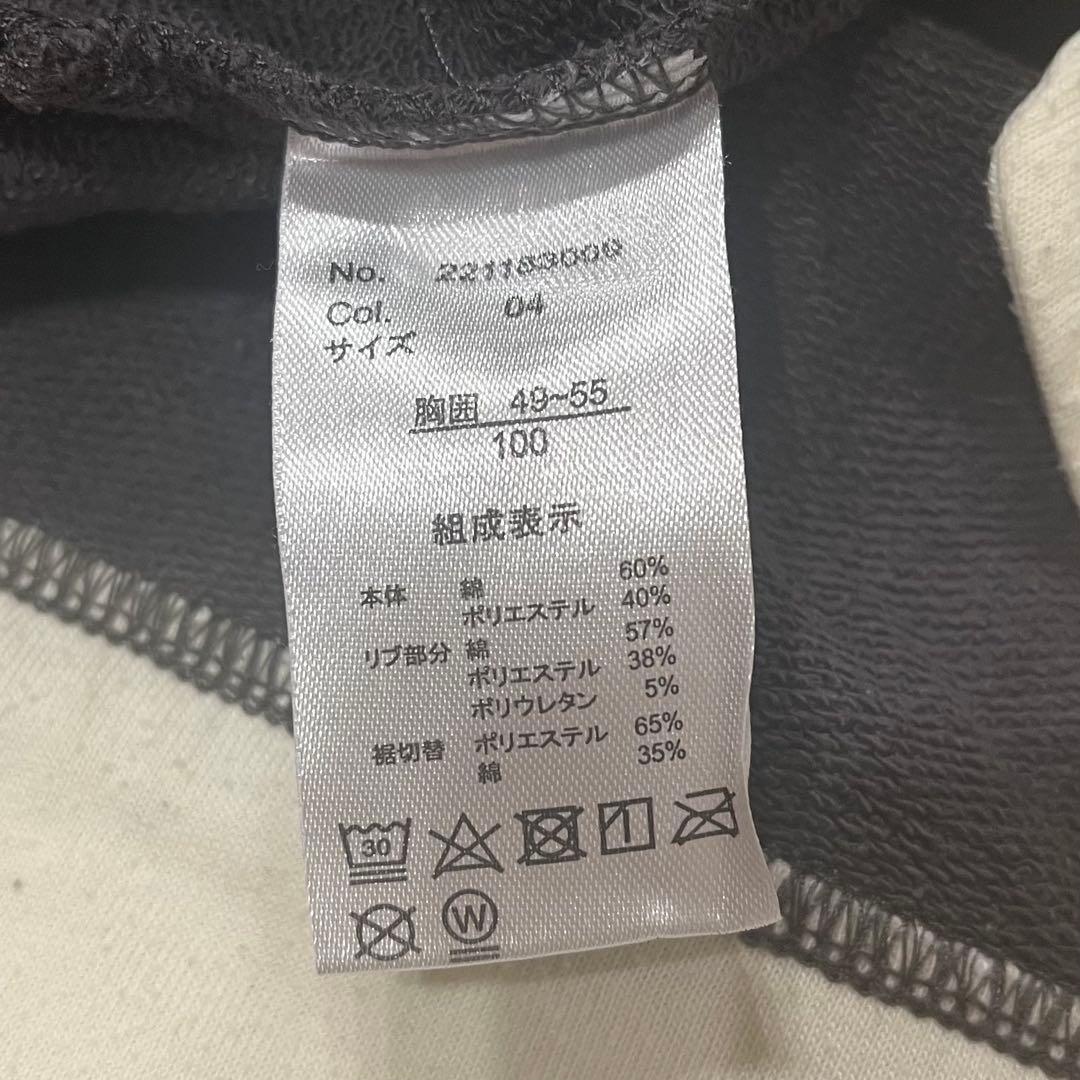 No. 221183000
Col. 04
サイズ
胸囲 49~55
100
組成表示
本体 綿 60%
ポリエステル 40%
リブ部分 綿 57%
ポリエステル 38%
ポリウレタン 5%
裾切替 ポリエステル 65%
綿 35%
30
W